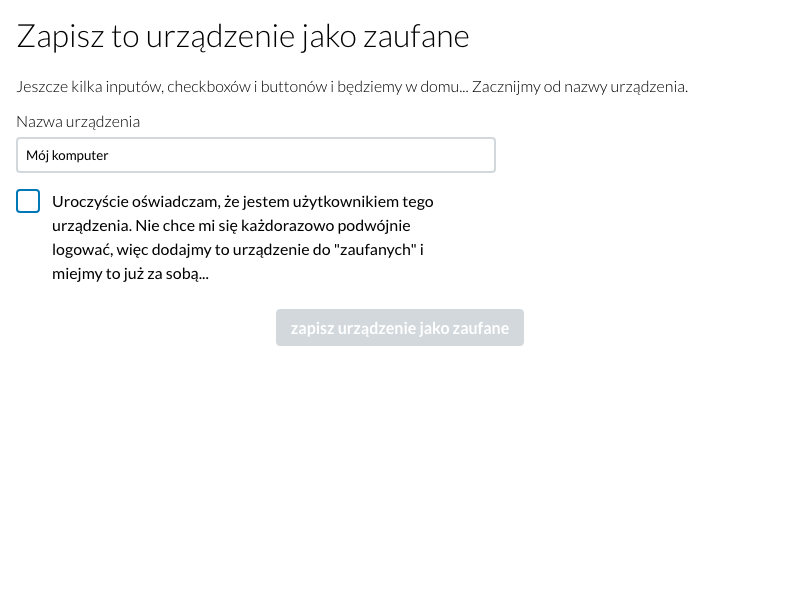 Zapisz to urządzenie jako zaufane
Jeszcze kilka inputów, checkboxów i buttonów i będziemy w domu... Zacznijmy od nazwy urządzenia.
Nazwa urządzenia
Mój komputer
Uroczyście oświadczam, że jestem użytkownikiem tego
urządzenia. Nie chce mi się każdorazowo podwójnie
logować, więc dodajmy to urządzenie do "zaufanych" i
miejmy to już za sobą...
zapisz urządzenie jako zaufane